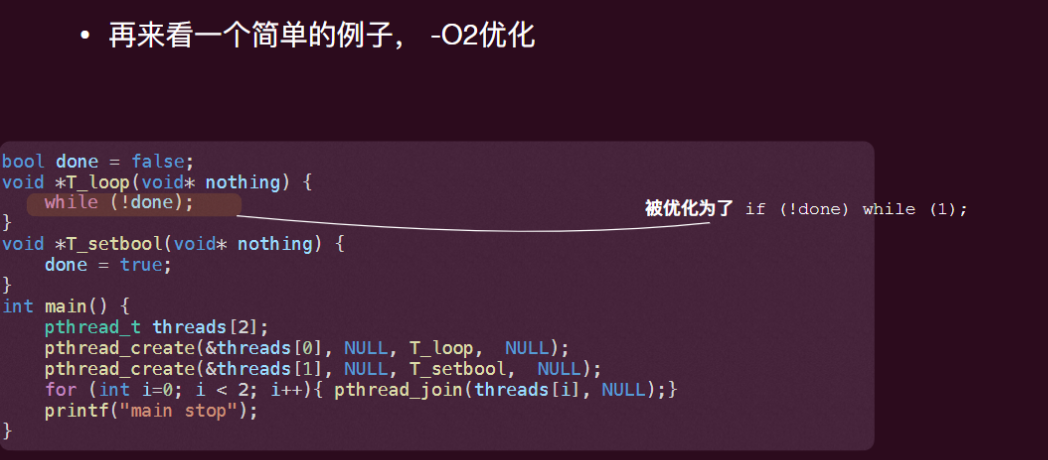 • 再来看一个简单的例子， -O2优化
bool done = false;
void *T_loop(void* nothing) {
    while (!done);
被优化为了 if (!done) while (1);
}
void *T_setbool(void* nothing) {
    done = true;
}
int main() {
    pthread_t threads[2];
    pthread_create(&threads[0], NULL, T_loop,  NULL);
    pthread_create(&threads[1], NULL, T_setbool,  NULL);
    for (int i=0; i < 2; i++){ pthread_join(threads[i], NULL);}
    printf("main stop");
}